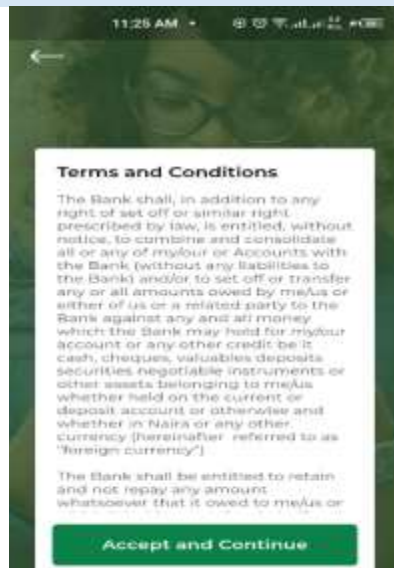 11:25 AM
Terms and Conditions
The Bank shall, in addition to any
right of set off or similar right
prescribed by law, is entitled, without
notice, to combine and consolidate
all or any of my/our or Accounts with
the Bank (without any liabilities to
the Bank) and/or to set off or transfer
any or all amounts owed by me/us or
either of us or a related party to the
Bank against any and all money
which the Bank may hold for my/our
account or any other credit be it
cash, cheques, valuables deposits
securities negotiable instruments or
other assets belonging to me/us
whether held on the current or
deposit account or otherwise and
whether in Naira or any other
currency (hereinafter referred to as
"foreign currency")
The Bank shall be entitled to retain
and not repay any amount
whatsoever that it owed to me/us or
Accept and Continue